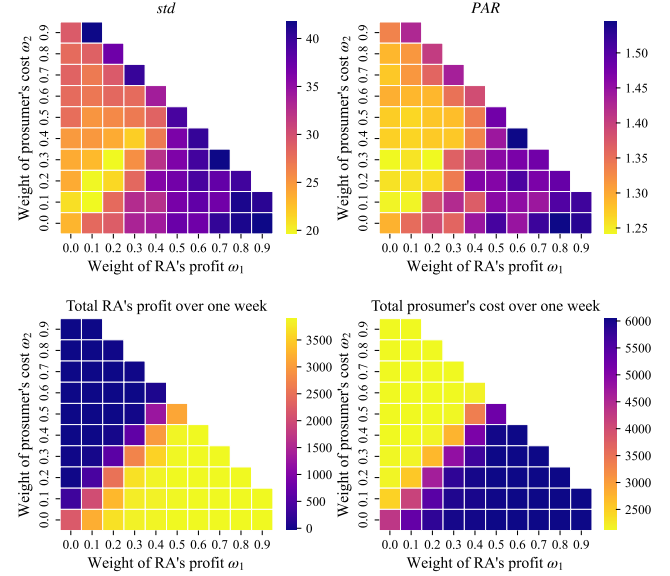 std
PAR
Weight of prosumer's cost ω2
0.0 0.1 0.2 0.3 0.4 0.5 0.6 0.7 0.8 0.9
0.0 0.1 0.2 0.3 0.4 0.5 0.6 0.7 0.8 0.9
Weight of RA's profit ω1
40
35
30
25
20
Weight of prosumer's cost ω2
0.0 0.1 0.2 0.3 0.4 0.5 0.6 0.7 0.8 0.9
0.0 0.1 0.2 0.3 0.4 0.5 0.6 0.7 0.8 0.9
Weight of RA's profit ω1
1.50
1.45
1.40
1.35
1.30
1.25
Total RA's profit over one week
Total prosumer's cost over one week
Weight of prosumer's cost ω2
0.0 0.1 0.2 0.3 0.4 0.5 0.6 0.7 0.8 0.9
0.0 0.1 0.2 0.3 0.4 0.5 0.6 0.7 0.8 0.9
Weight of RA's profit ω1
3500
3000
2500
2000
1500
1000
500
0
Weight of prosumer's cost ω2
0.0 0.1 0.2 0.3 0.4 0.5 0.6 0.7 0.8 0.9
0.0 0.1 0.2 0.3 0.4 0.5 0.6 0.7 0.8 0.9
Weight of RA's profit ω1
6000
5500
5000
4500
4000
3500
3000
2500